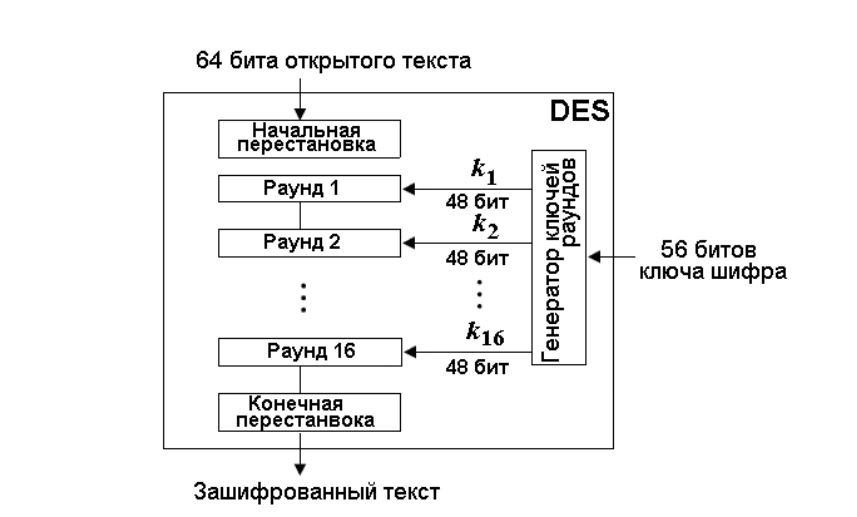 64 бита открытого текста
DES
Начальная
перестановка
Раунд 1
k1
48 бит
Раунд 2
k2
48 бит
Генератор ключей
раундов
56 битов
ключа шифра
Раунд 16
k16
48 бит
Конечная
перестанвока
Зашифрованный текст